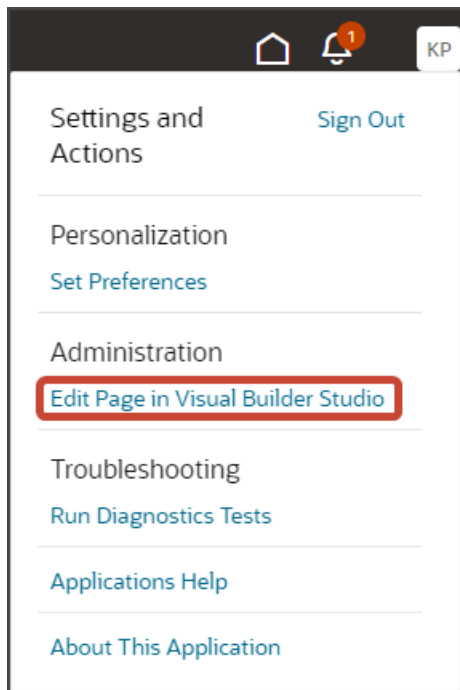 1
KP
Settings and
Actions
Sign Out
Personalization
Set Preferences
Administration
Edit Page in Visual Builder Studio
Troubleshooting
Run Diagnostics Tests
Applications Help
About This Application